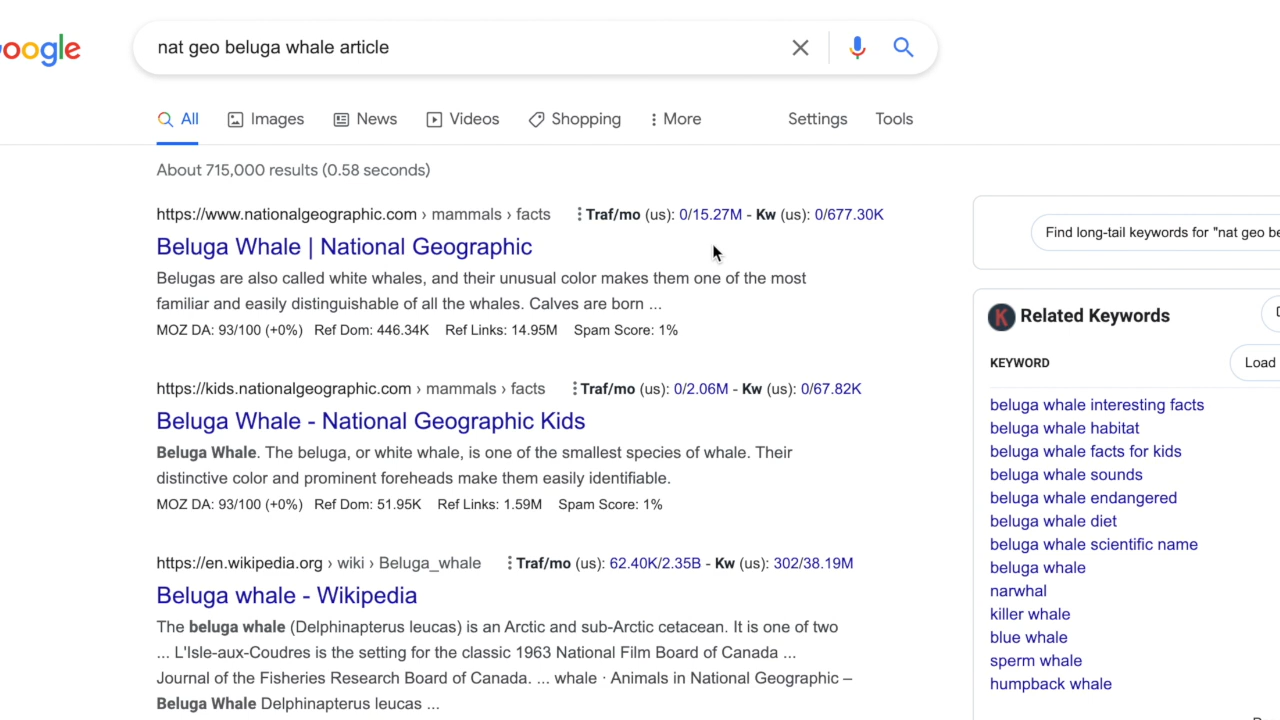 oogle
nat geo beluga whale article
All Images News Videos Shopping More Settings Tools
About 715,000 results (0.58 seconds)
https://www.nationalgeographic.com › mammals › facts Traf/mo (us): 0/15.27M - Kw (us): 0/677.30K
Beluga Whale | National Geographic
Belugas are also called white whales, and their unusual color makes them one of the most
familiar and easily distinguishable of all the whales. Calves are born ...
MOZ DA: 93/100 (+0%) Ref Dom: 446.34K Ref Links: 14.95M Spam Score: 1%
https://kids.nationalgeographic.com › mammals › facts Traf/mo (us): 0/2.06M - Kw (us): 0/67.82K
Beluga Whale - National Geographic Kids
Beluga Whale. The beluga, or white whale, is one of the smallest species of whale. Their
distinctive color and prominent foreheads make them easily identifiable.
MOZ DA: 93/100 (+0%) Ref Dom: 51.95K Ref Links: 1.59M Spam Score: 1%
https://en.wikipedia.org › wiki › Beluga_whale Traf/mo (us): 62.40K/2.35B - Kw (us): 302/38.19M
Beluga whale - Wikipedia
The beluga whale (Delphinapterus leucas) is an Arctic and sub-Arctic cetacean. It is one of two
... L'Isle-aux-Coudres is the setting for the classic 1963 National Film Board of Canada ...
Journal of the Fisheries Research Board of Canada. ... whale · Animals in National Geographic –
Beluga Whale Delphinapterus leucas ...
Find long-tail keywords for "nat geo be
K Related Keywords
KEYWORD Load
beluga whale interesting facts
beluga whale habitat
beluga whale facts for kids
beluga whale sounds
beluga whale endangered
beluga whale diet
beluga whale scientific name
beluga whale
narwhal
killer whale
blue whale
sperm whale
humpback whale